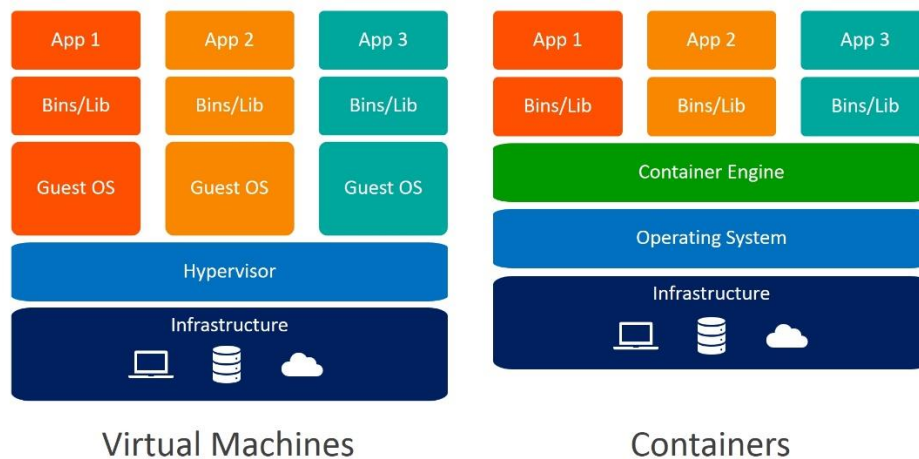 App 1
App 2
App 3
Bins/Lib
Bins/Lib
Bins/Lib
Guest OS
Guest OS
Guest OS
Hypervisor
Infrastructure
Virtual Machines
App 1
App 2
App 3
Bins/Lib
Bins/Lib
Bins/Lib
Container Engine
Operating System
Infrastructure
Containers